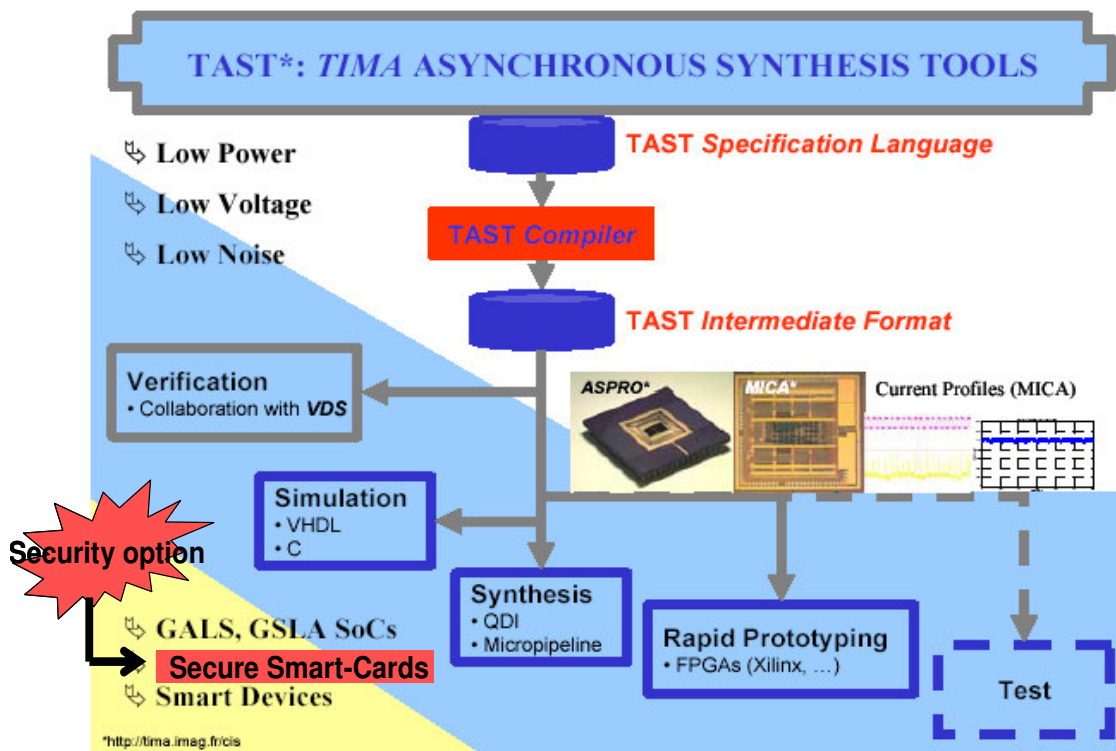 TAST*: TIMA ASYNCHRONOUS SYNTHESIS TOOLS
TAST Specification Language
Low Power
Low Voltage
Low Noise
TAST Compiler
TAST Intermediate Format
Verification
• Collaboration with VDS
ASPRO*
MICA*
Current Profiles (MICA)
Simulation
• VHDL
• C
Security option
Synthesis
• QDI
• Micropipeline
Rapid Prototyping
• FPGAs (Xilinx, ...)
Test
GALS, GSLA SoCs
Secure Smart-Cards
Smart Devices
*http://tima.imag.fr/cis